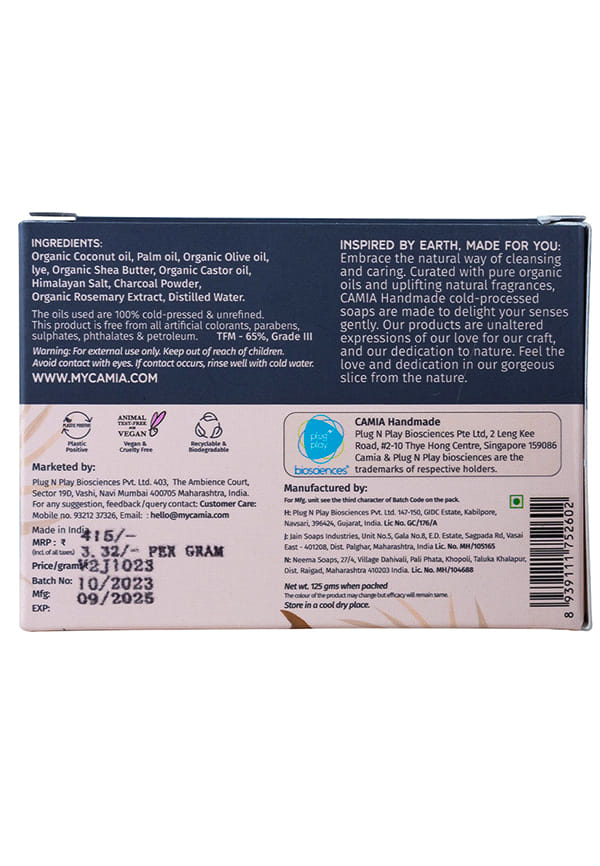 INGREDIENTS:
Organic Coconut oil, Palm oil, Organic Olive oil,
lye, Organic Shea Butter, Organic Castor oil,
Himalayan Salt, Charcoal Powder,
Organic Rosemary Extract, Distilled Water.
The oils used are 100% cold-pressed & unrefined.
This product is free from all artificial colorants, parabens,
sulphates, phthalates & petroleum. TFM - 65%, Grade III
Warning: For external use only. Keep out of reach of children.
Avoid contact with eyes. If contact occurs, rinse well with cold water.
WWW.MYCAMIA.COM
INSPIRED BY EARTH, MADE FOR YOU:
Embrace the natural way of cleansing
and caring. Curated with pure organic
oils and uplifting natural fragrances,
CAMIA Handmade cold-processed
soaps are made to delight your senses
gently. Our products are unaltered
expressions of our love for our craft,
and our dedication to nature. Feel the
love and dedication in our gorgeous
slice from the nature.
PLASTIC POSITIVE
Plastic
Positive
ANIMAL
TEST-FREE
VEGAN
Vegan &
Cruelty Free
Recyclable &
Biodegradable
plug
play
biosciences
CAMIA Handmade
Plug N Play Biosciences Pte Ltd, 2 Leng Kee
Road, #2-10 Thye Hong Centre, Singapore 159086
Camia & Plug N Play biosciences are the
trademarks of respective holders.
Marketed by:
Plug N Play Biosciences Pvt. Ltd. 403, The Ambience Court,
Sector 19D, Vashi, Navi Mumbai 400705 Maharashtra, India.
For any suggestion, feedback /query contact: Customer Care:
Mobile no. 93212 37326, Email: : hello@mycamia.com
Made in India
MRP : ₹ 415/-
(Incl. of all taxes) 3.32/- PER GRAM
Price/gram: 2J1023
Batch No: 10/2023
Mfg: 09/2025
EXP:
Manufactured by:
For Mfg. unit see the third character of Batch Code on the pack.
H: Plug N Play Biosciences Pvt. Ltd. 147-150, GIDC Estate, Kabilpore,
Navsari, 396424, Gujarat, India. Lic No. GC/176/A
J: Jain Soaps Industries, Unit No.5, Gala No.8, E.D. Estate, Sagpada Rd, Vasai
East - 401208, Dist. Palghar, Maharashtra, India Lic No. MH/105165
N: Neema Soaps, 27/4, Village Dahivali, Pali Phata, Khopoli, Taluka Khalapur,
Dist. Raigad, Maharashtra 410203 India. Lic. No. MH/104688
Net wt. 125 gms when packed
The colour of the product may change but efficacy will remain same.
Store in a cool dry place.
8 939111 752602